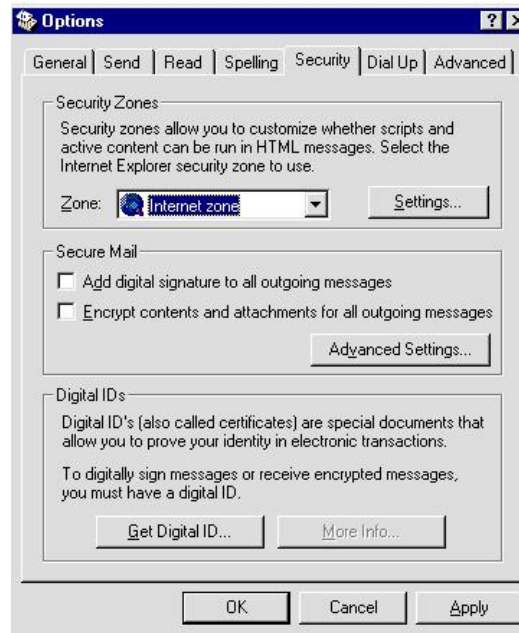 Options
General Send Read Spelling Security Dial Up Advanced
Security Zones
Security zones allow you to customize whether scripts and
active content can be run in HTML messages. Select the
Internet Explorer security zone to use.
Zone: Internet zone Settings...
Secure Mail
Add digital signature to all outgoing messages
Encrypt contents and attachments for all outgoing messages
Advanced Settings...
Digital IDs
Digital ID's (also called certificates) are special documents that
allow you to prove your identity in electronic transactions.
To digitally sign messages or receive encrypted messages,
you must have a digital ID.
Get Digital ID... More Info...
OK Cancel Apply